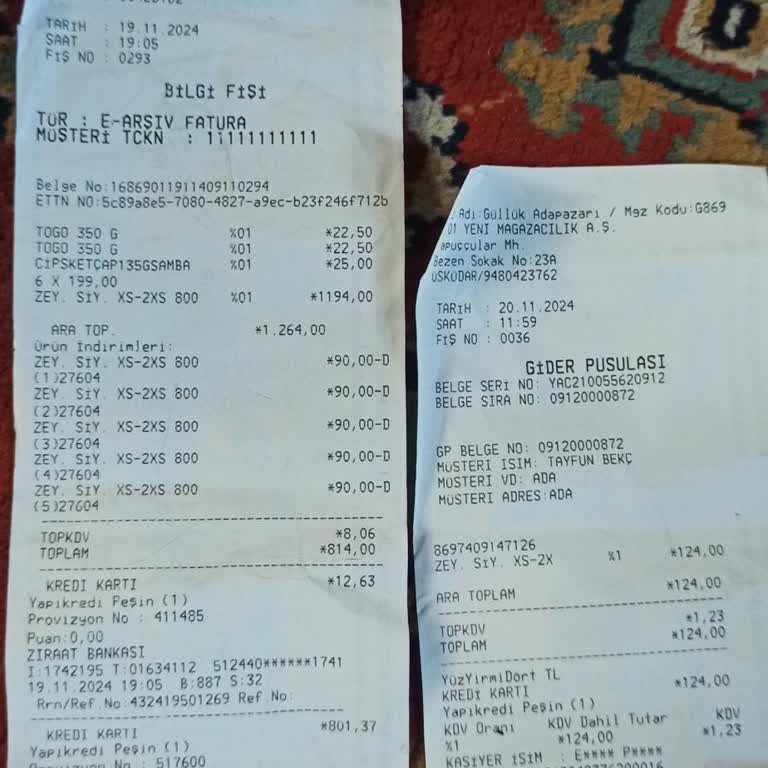 TARİH : 19.11.2024
SAAT : 19:05
FİŞ NO : 0293
BİLGİ FİŞİ
TÜR : E-ARŞİV FATURA
MÜŞTERİ TCKN : 11111111111
Belge No:16869011911409110294
ETTN NO:5c89a8e5-7080-4827-a9ec-b23f246f712b
TOGO 350 G %01 *22,50
TOGO 350 G %01 *22,50
CİPSKETÇAP135GSAMBA %01 *25,00
6 X 199,00
ZEY. SİY. XS-2XS 800 %01 *1194,00
ARA TOP. *1.264,00
Ürün İndirimleri:
ZEY. SİY. XS-2XS 800 *90,00-D
(1)27604
ZEY. SİY. XS-2XS 800 *90,00-D
(2)27604
ZEY. SİY. XS-2XS 800 *90,00-D
(3)27604
ZEY. SİY. XS-2XS 800 *90,00-D
(4)27604
ZEY. SİY. XS-2XS 800 *90,00-D
(5)27604
TOPKDV *8,06
TOPLAM *814,00
KREDİ KARTI *12,63
Yapıkredi Peşin (1)
Provizyon No : 411485
Puan:0,00
ZİRAAT BANKASI
I:1742195 T:01634112 512440******1741
19.11.2024 19:05 B:887 S:32
Rrn/Ref.No:432419501269 Ref No:
KREDİ KARTI *801,37
Yapıkredi Peşin (1)
Provizyon No : 517600
Adı:Güllük Adapazarı / Mgz Kodu:G869
01 YENİ MAĞAZACILIK A.Ş.
apuççular Mh.
Bezen Sokak No:23A
ÜSKÜDAR/9480423762
TARİH : 20.11.2024
SAAT : 11:59
FİŞ NO : 0036
GİDER PUSULASI
BELGE SERİ NO: YAC210055620912
BELGE SIRA NO: 09120000872
GP BELGE NO: 09120000872
MÜŞTERİ İSİM: TAYFUN BEKÇ
MÜŞTERİ VD: ADA
MÜŞTERİ ADRES:ADA
8697409147126
ZEY. SİY. XS-2X %1 *124,00
ARA TOPLAM *124,00
TOPKDV *1,23
TOPLAM *124,00
YüzYirmiDört TL
KREDİ KARTI *124,00
Yapıkredi Peşin (1)
KDV Oranı KDV Dahil Tutar KDV
%1 *124,00 *1,23
KASİYER İSİM : E**** P****